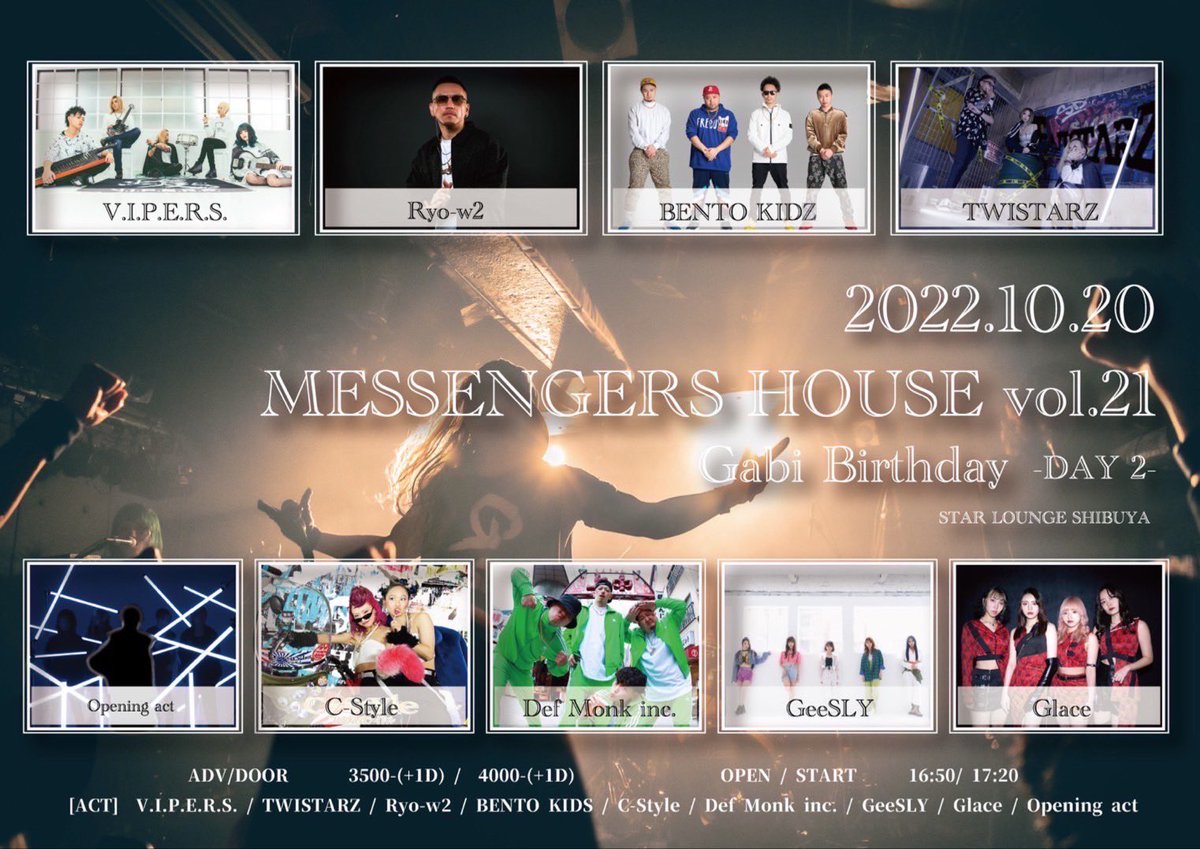 V.I.P.E.R.S.
Ryo-w2
BENTO KIDZ
TWISTARZ
2022.10.20
MESSENGERS HOUSE vol.21
Gabi Birthday -DAY 2-
STAR LOUNGE SHIBUYA
Opening act
C-Style
Def Monk inc.
GeeSLY
Glace
ADV/DOOR 3500-(+1D) / 4000-(+1D) OPEN / START 16:50/ 17:20
[ACT] V.I.P.E.R.S. / TWISTARZ / Ryo-w2 / BENTO KIDS / C-Style / Def Monk inc. / GeeSLY / Glace / Opening act